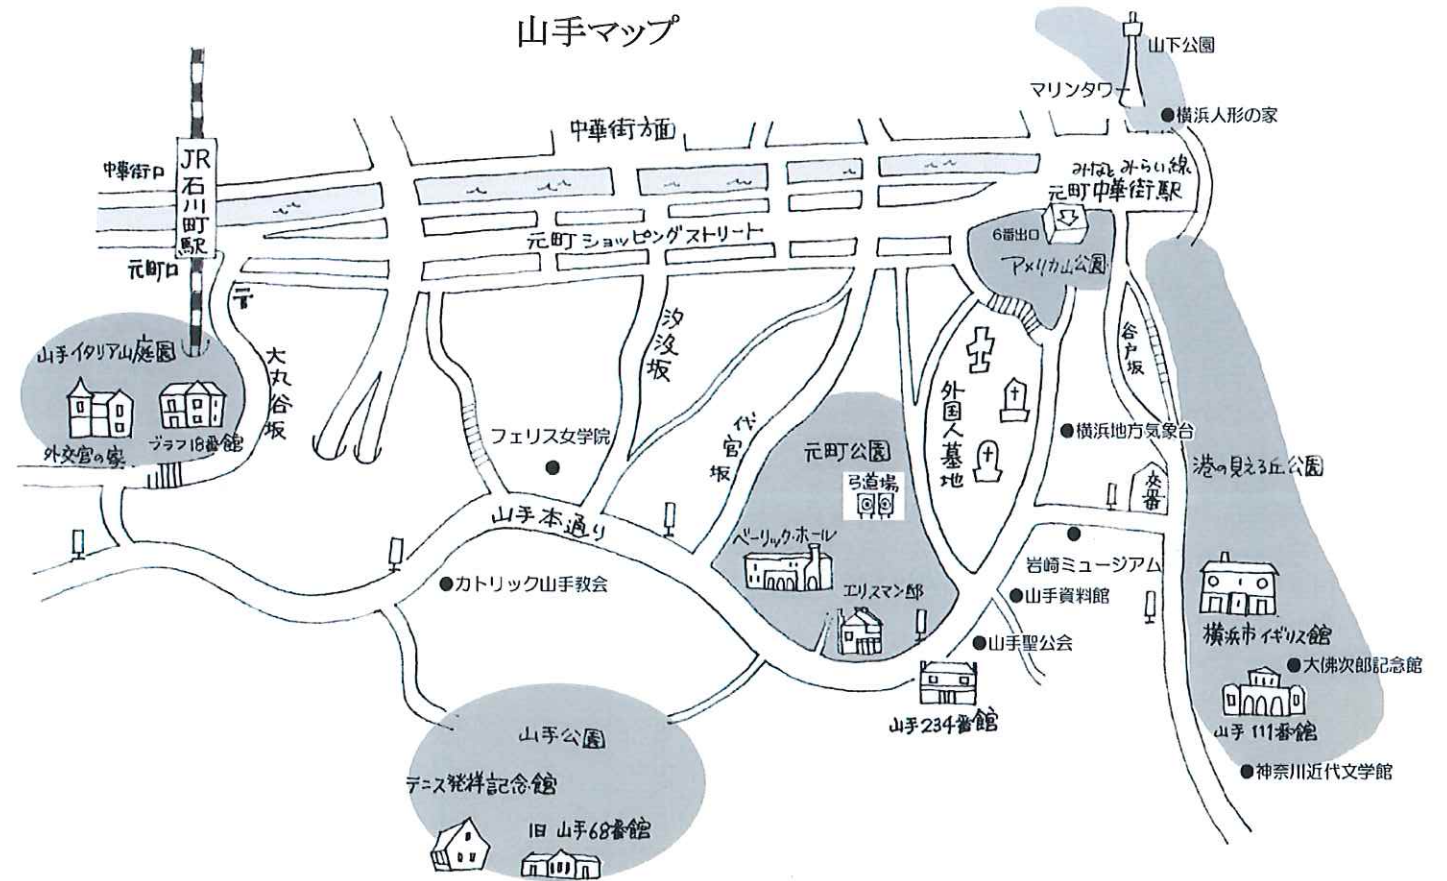 山手マップ
山下公園
マリンタワー
横浜人形の家
中華街方面
中華街口
JR石川町駅
みなとみらい線
元町中華街駅
元町ショッピングストリート
6番出口
元町口
アメリカ山公園
山手イタリア山庭園
大丸谷坂
汐汲坂
谷戸坂
外交官の家
ブラフ18番館
フェリス女学院
代官坂
元町公園
弓道場
外国人墓地
横浜地方気象台
交番
港の見える丘公園
山手本通り
ベーリック・ホール
岩崎ミュージアム
カトリック山手教会
エリスマン邸
山手資料館
横浜市イギリス館
山手聖公会
大佛次郎記念館
山手234番館
山手111番館
山手公園
神奈川近代文学館
テニス発祥記念館
旧山手68番館